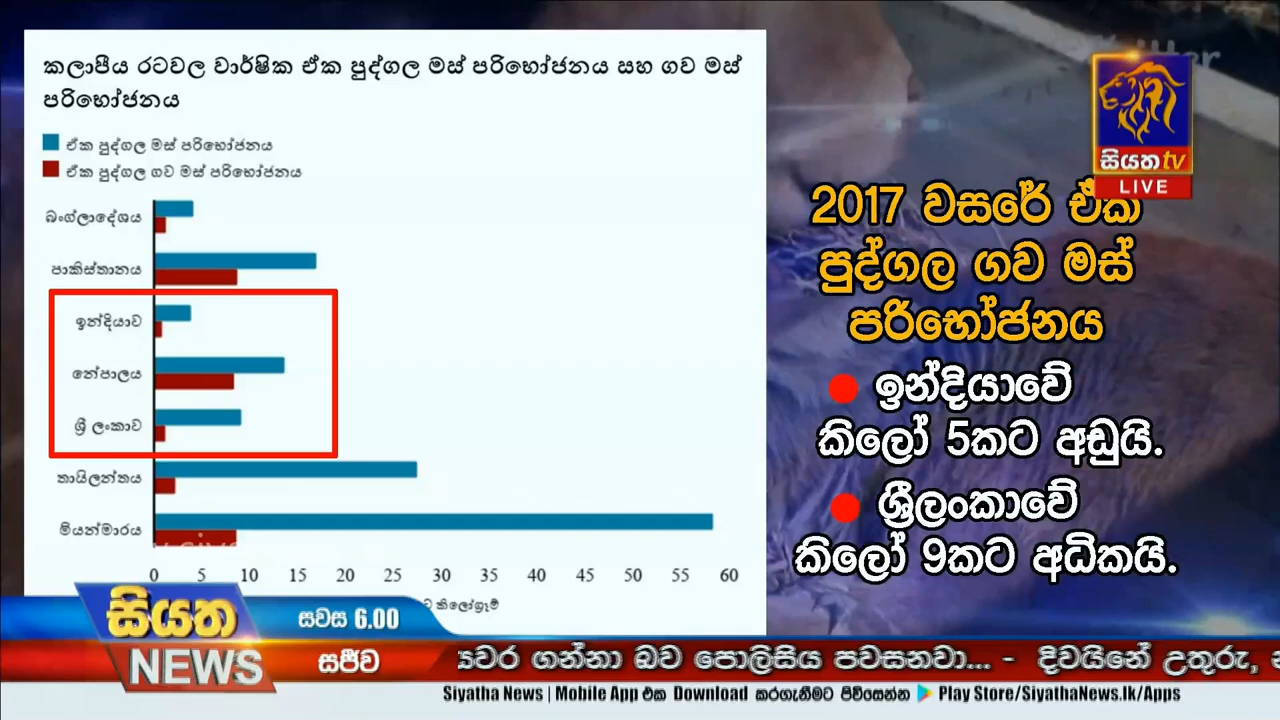 කලාපීය රටවල වාර්ෂික ඒක පුද්ගල මස් පරිභෝජනය සහ ගව මස්
පරිභෝජනය
ඒක පුද්ගල මස් පරිභෝජනය
ඒක පුද්ගල ගව මස් පරිභෝජනය
බංග්ලාදේශය
පාකිස්තානය
ඉන්දියාව
නේපාලය
ශ්‍රී ලංකාව
තායිලන්තය
මියන්මාරය
0 5 10 15 20 25 30 35 40 45 50 55 60
කිලෝග්‍රෑම්
සියත tv
LIVE
2017 වසරේ ඒක
පුද්ගල ගව මස්
පරිභෝජනය
ඉන්දියාවේ
කිලෝ 5කට අඩුයි.
ශ්‍රීලංකාවේ
කිලෝ 9කට අධිකයි.
සියත
NEWS
සවස 6.00
සජීව
ගන්නා බව පොලිසිය පවසනවා... - දිවයිනේ උතුරු,
Siyatha News | Mobile App එක Download කරගැනීමට පිවිසෙන්න Play Store/SiyathaNews.lk/Apps